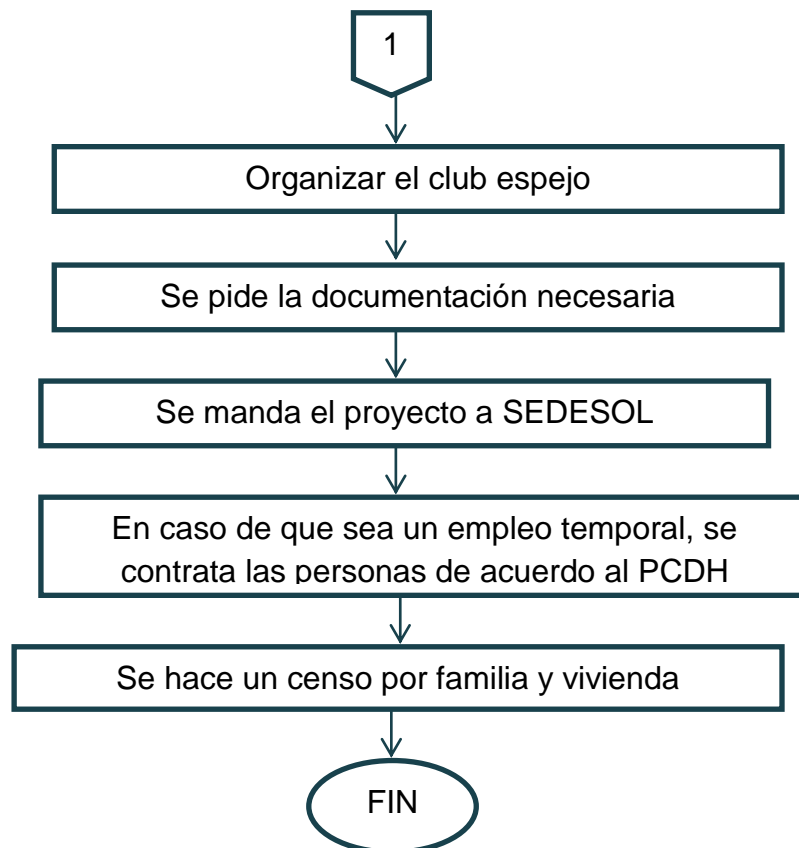 1
Organizar el club espejo
Se pide la documentación necesaria
Se manda el proyecto a SEDESOL
En caso de que sea un empleo temporal, se
contrata las personas de acuerdo al PCDH
Se hace un censo por familia y vivienda
FIN